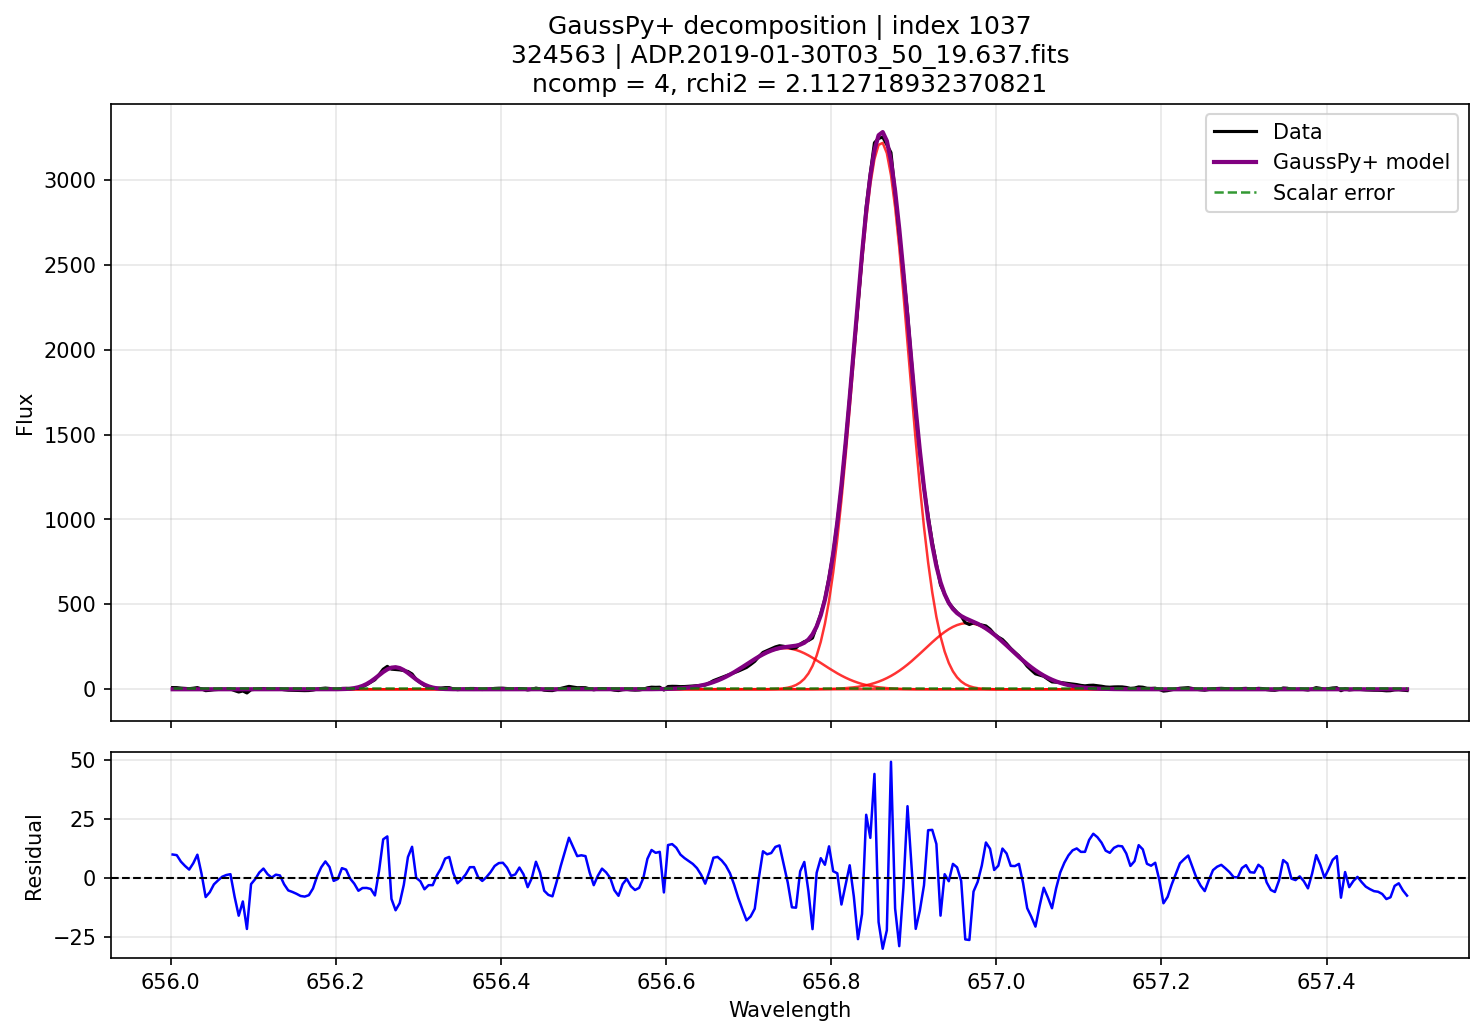 GaussPy+ decomposition | index 1037
324563 | ADP.2019-01-30T03_50_19.637.fits
ncomp = 4, rchi2 = 2.112718932370821
Data
GaussPy+ model
Scalar error
Flux
3000
2500
2000
1500
1000
500
0
Residual
50
25
0
−25
656.0 656.2 656.4 656.6 656.8 657.0 657.2 657.4
Wavelength